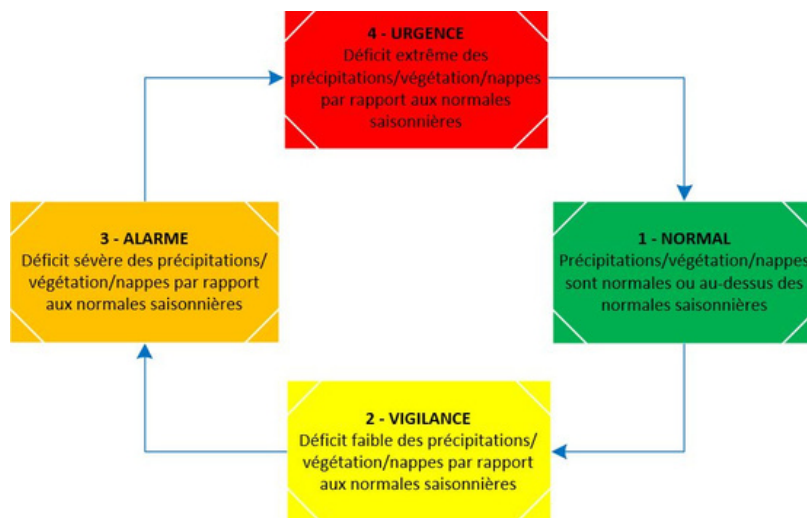 4 - URGENCE
Déficit extrême des
précipitations/végétation/nappes
par rapport aux normales
saisonnières
3 - ALARME
Déficit sévère des précipitations/
végétation/nappes par rapport
aux normales saisonnières
1 - NORMAL
Précipitations/végétation/nappes
sont normales ou au-dessus des
normales saisonnières
2 - VIGILANCE
Déficit faible des précipitations/
végétation/nappes par rapport
aux normales saisonnières